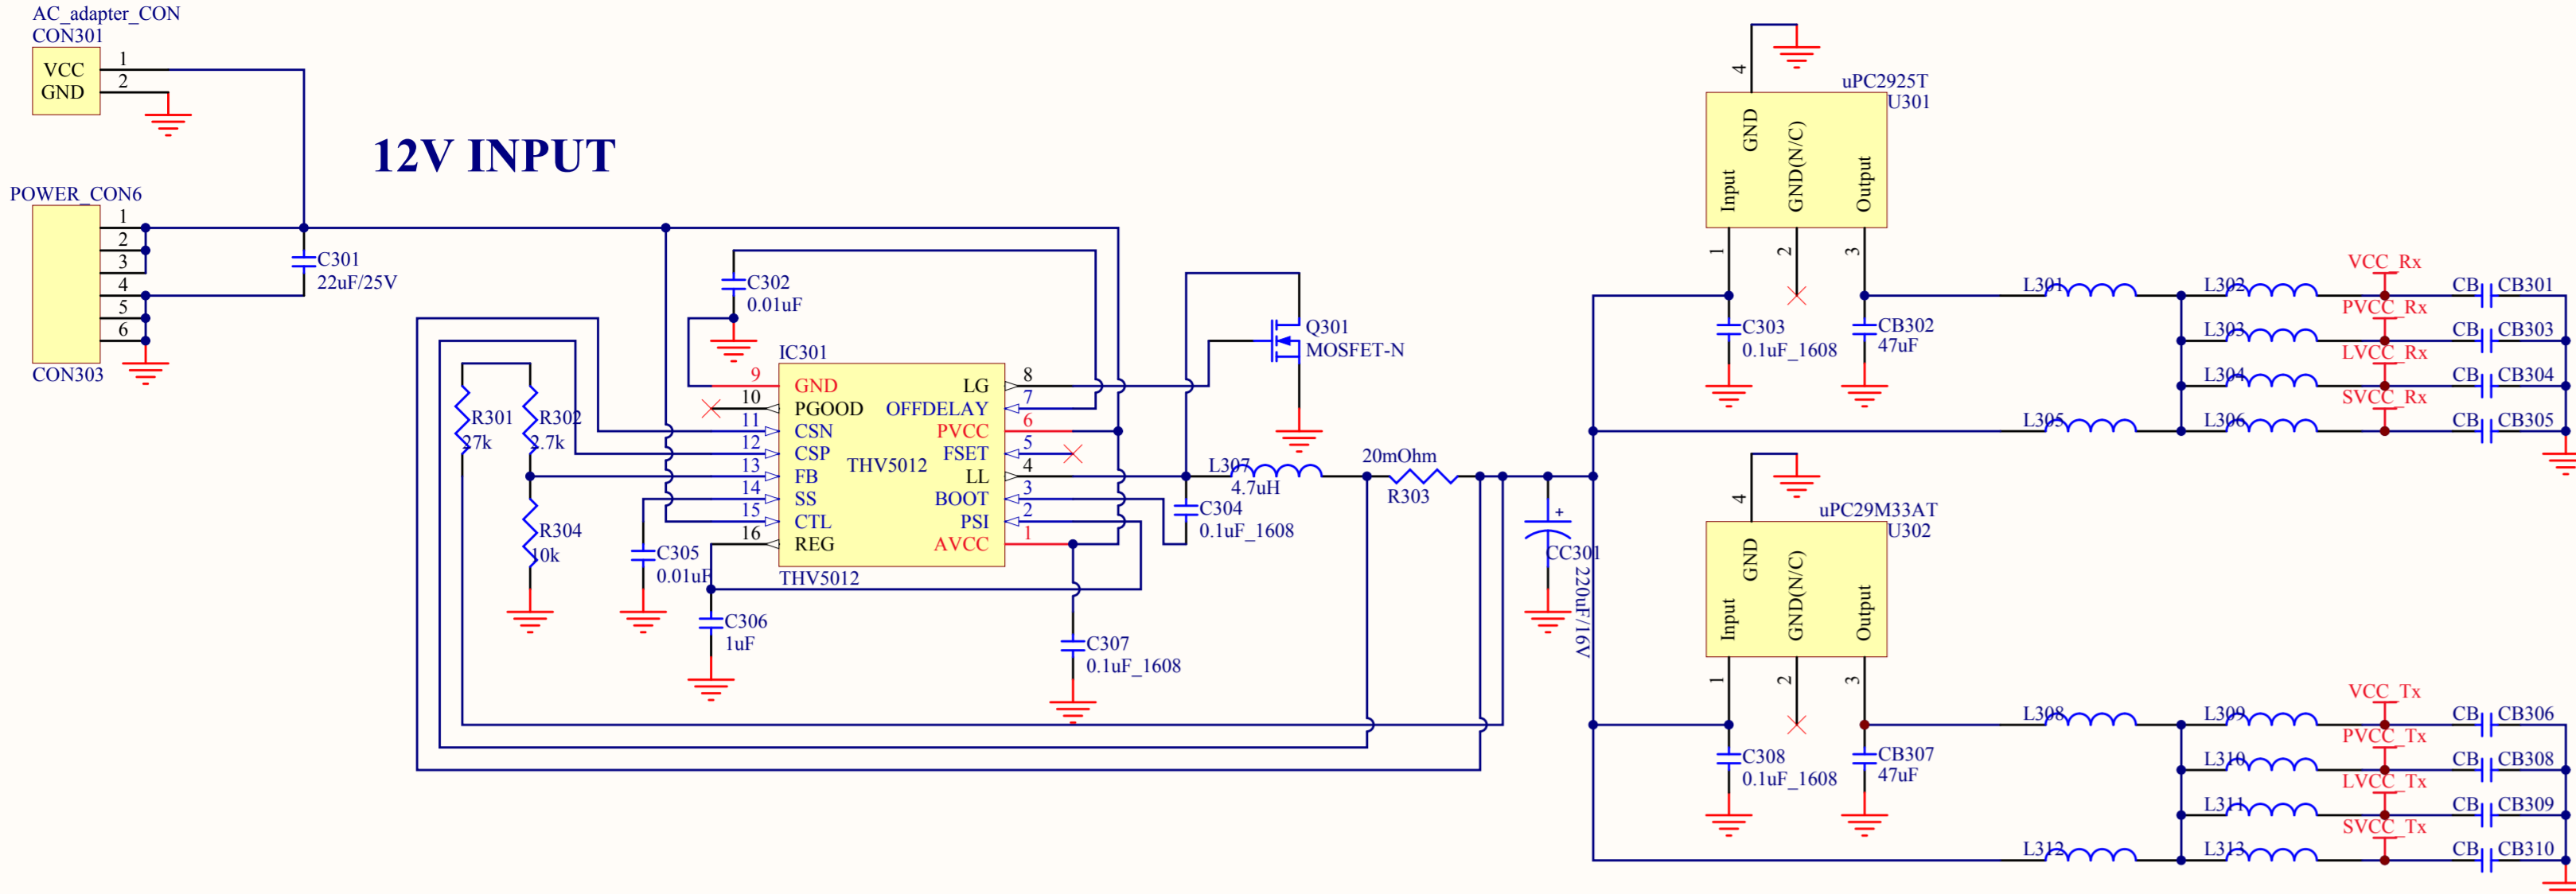 AC_adapter_CON
CON301
VCC 1
GND 2
12V INPUT
POWER_CON6
1
2
3
4
5
6
CON303
C301
22uF/25V
C302
0.01uF
R301
27k
R302
2.7k
R304
10k
C305
0.01uF
C306
1uF
IC301
9 GND
10 PGOOD
11 CSN
12 CSP
13 FB
14 SS
15 CTL
16 REG
THV5012
LG 8
OFFDELAY 7
PVCC 6
FSET 5
LL 4
BOOT 3
PSI 2
AVCC 1
THV5012
C307
0.1uF_1608
Q301
MOSFET-N
L307
4.7uH
C304
0.1uF_1608
20mOhm
R303
+
CC301
220uF/16V
uPC2925T
U301
4
GND
Input
GND(N/C)
Output
1
2
3
C303
0.1uF_1608
CB302
47uF
L301
L302
VCC_Rx
CB CB301
L303
PVCC_Rx
CB CB303
L304
LVCC_Rx
CB CB304
L305
L306
SVCC_Rx
CB CB305
uPC29M33AT
U302
4
GND
Input
GND(N/C)
Output
1
2
3
C308
0.1uF_1608
CB307
47uF
L308
L309
VCC_Tx
CB CB306
L310
PVCC_Tx
CB CB308
L311
LVCC_Tx
CB CB309
L312
L313
SVCC_Tx
CB CB310